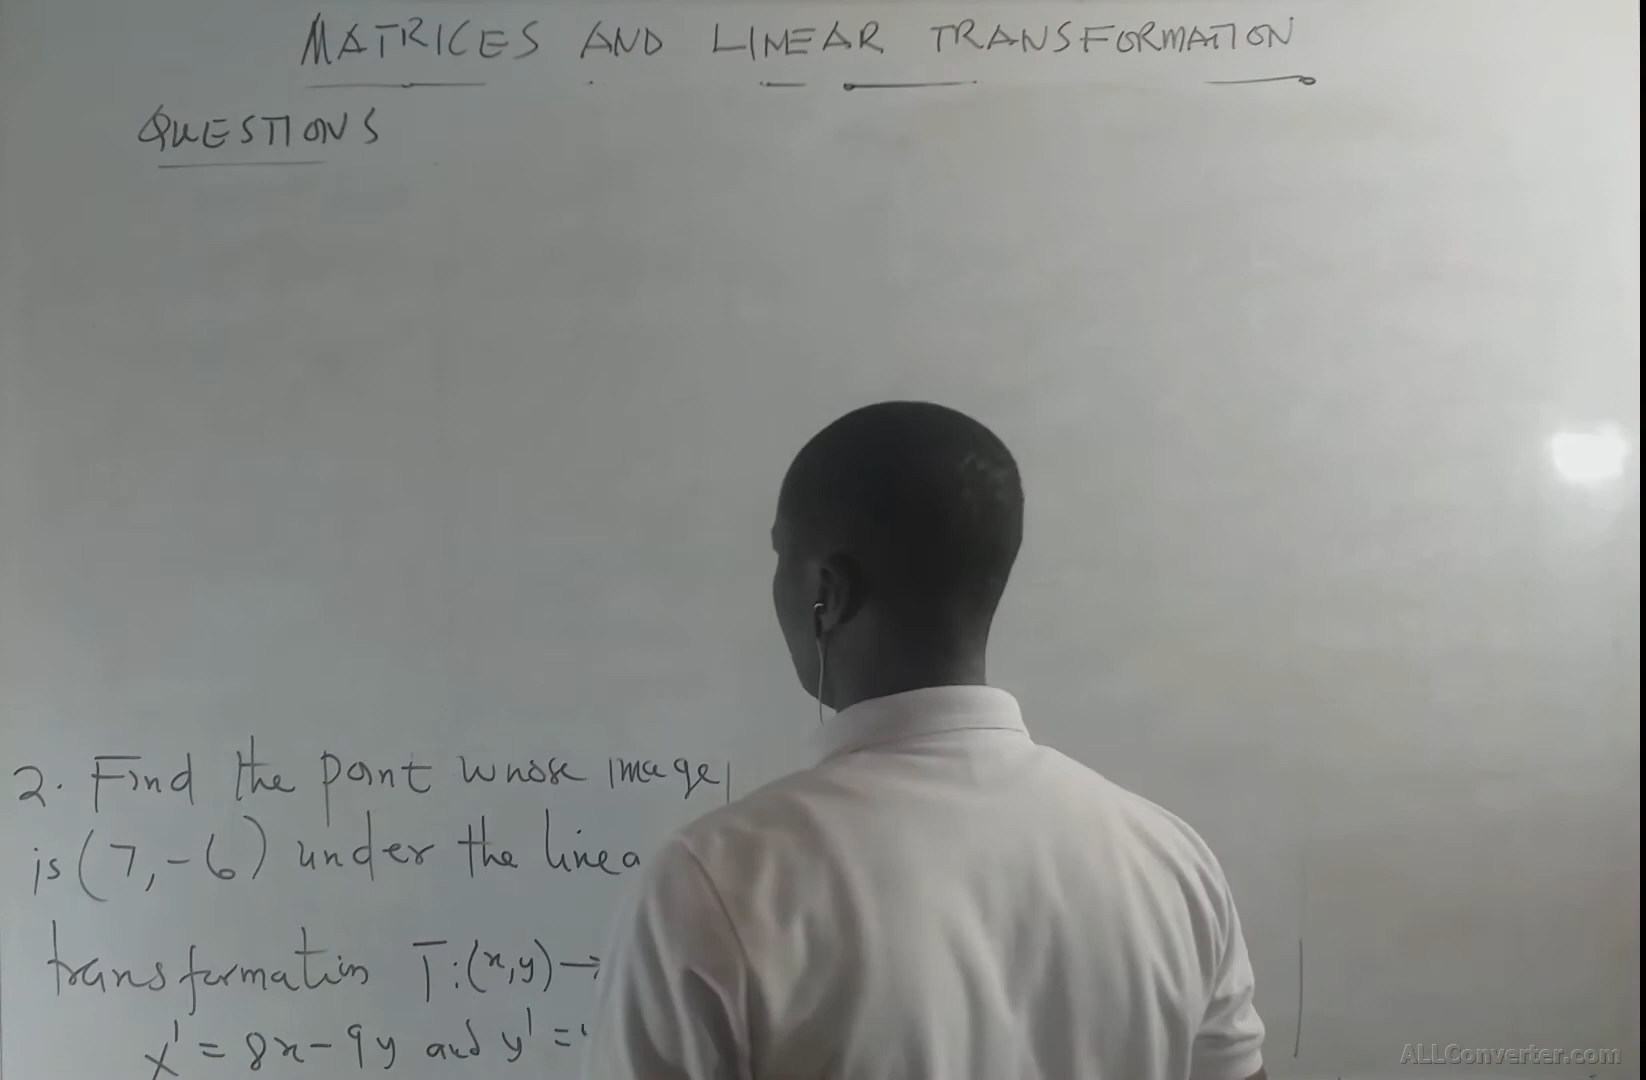 MATRICES AND LINEAR TRANSFORMATION
QUESTIONS
2. Find the point whose image
is (7,-6) under the linea
transformation T:(x,y)→
x' = 8x-9y and y' =
ALLConverter.com